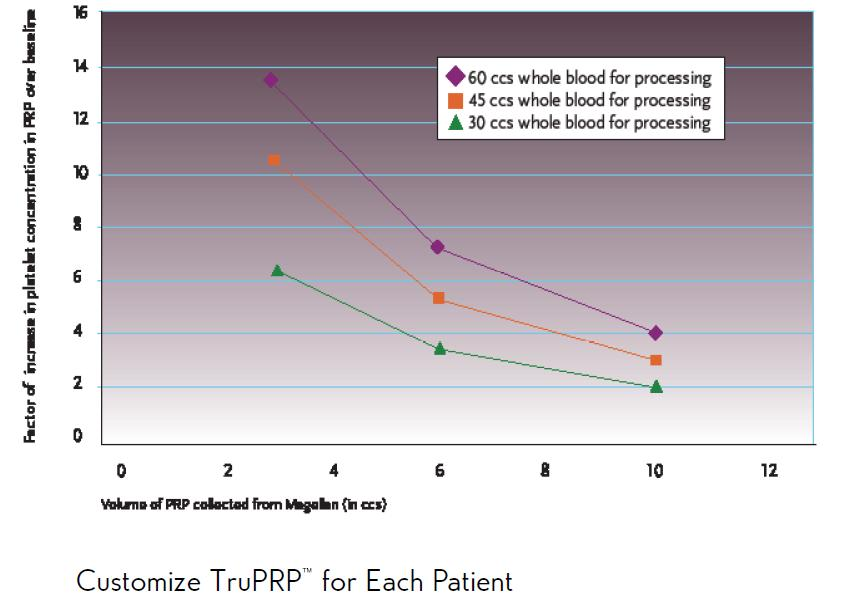 Factor of increase in platelet concentration in PRP over baseline
16
14
12
10
8
6
4
2
0
60 ccs whole blood for processing
45 ccs whole blood for processing
30 ccs whole blood for processing
0 2 4 6 8 10 12
Volume of PRP collected from Magellan (in ccs)
Customize TruPRP™ for Each Patient